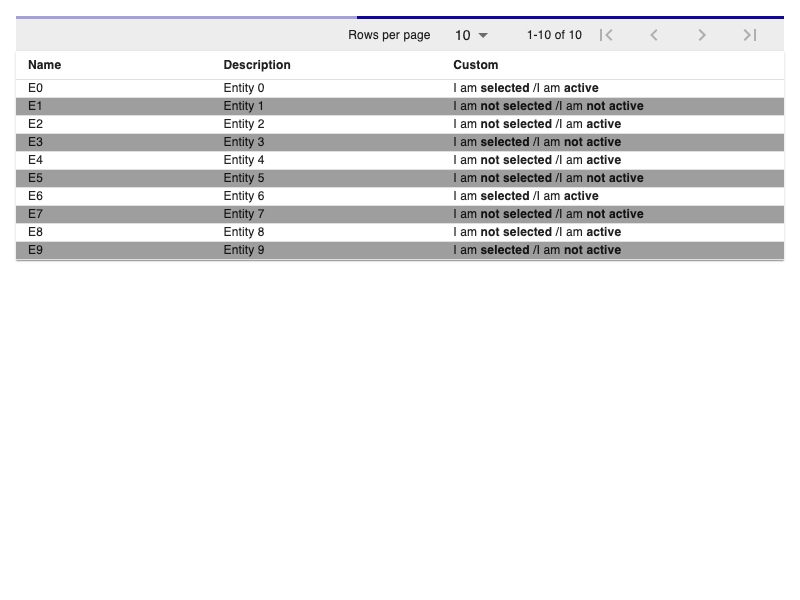 Rows per page 10 1-10 of 10
Name Description Custom
E0 Entity 0 I am selected /I am active
E1 Entity 1 I am not selected /I am not active
E2 Entity 2 I am not selected /I am active
E3 Entity 3 I am selected /I am not active
E4 Entity 4 I am not selected /I am active
E5 Entity 5 I am not selected /I am not active
E6 Entity 6 I am selected /I am active
E7 Entity 7 I am not selected /I am not active
E8 Entity 8 I am not selected /I am active
E9 Entity 9 I am selected /I am not active